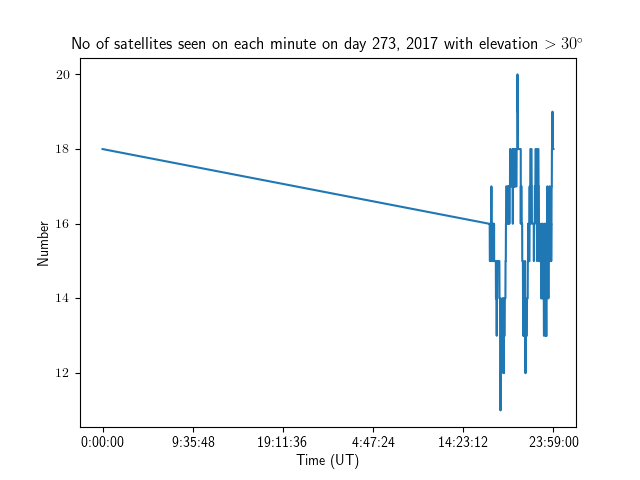 No of satellites seen on each minute on day 273, 2017 with elevation > 30°
20
18
16
14
12
Number
0:00:00 9:35:48 19:11:36 4:47:24 14:23:12 23:59:00
Time (UT)